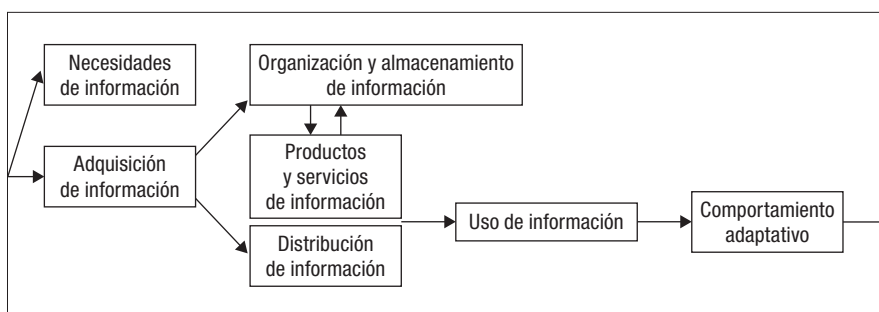 Necesidades
de información
Organización y almacenamiento
de información
Adquisición
de información
Productos
y servicios
de información
Distribución
de información
Uso de información
Comportamiento
adaptativo